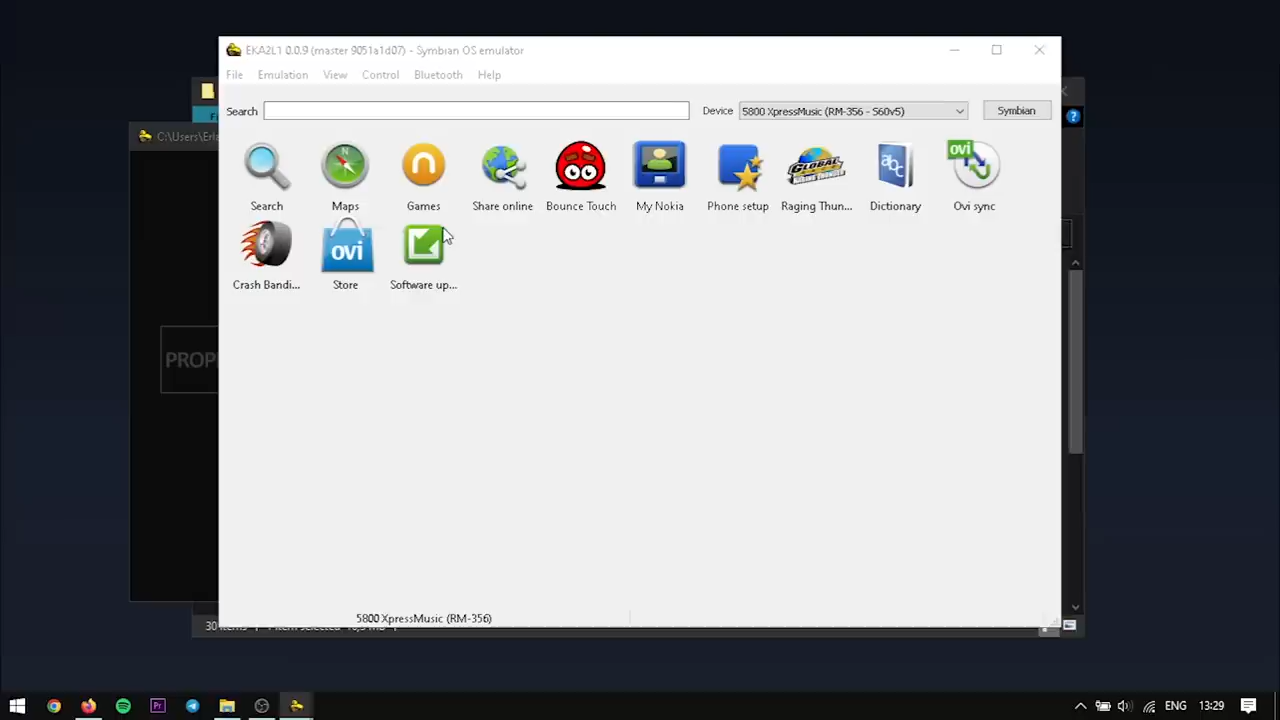 EKA2L1 0.0.9 (master 9051a1d07) - Symbian OS emulator
File Emulation View Control Bluetooth Help
Search Device 5800 XpressMusic (RM-356 - S60v5) Symbian
C:\Users\
ovi
abc
GLOBAL
Search Maps Games Share online Bounce Touch My Nokia Phone setup Raging Thun... Dictionary Ovi sync
ovi
Crash Bandi... Store Software up...
PROP
5800 XpressMusic (RM-356)
30 items
Pr
ENG 13:29